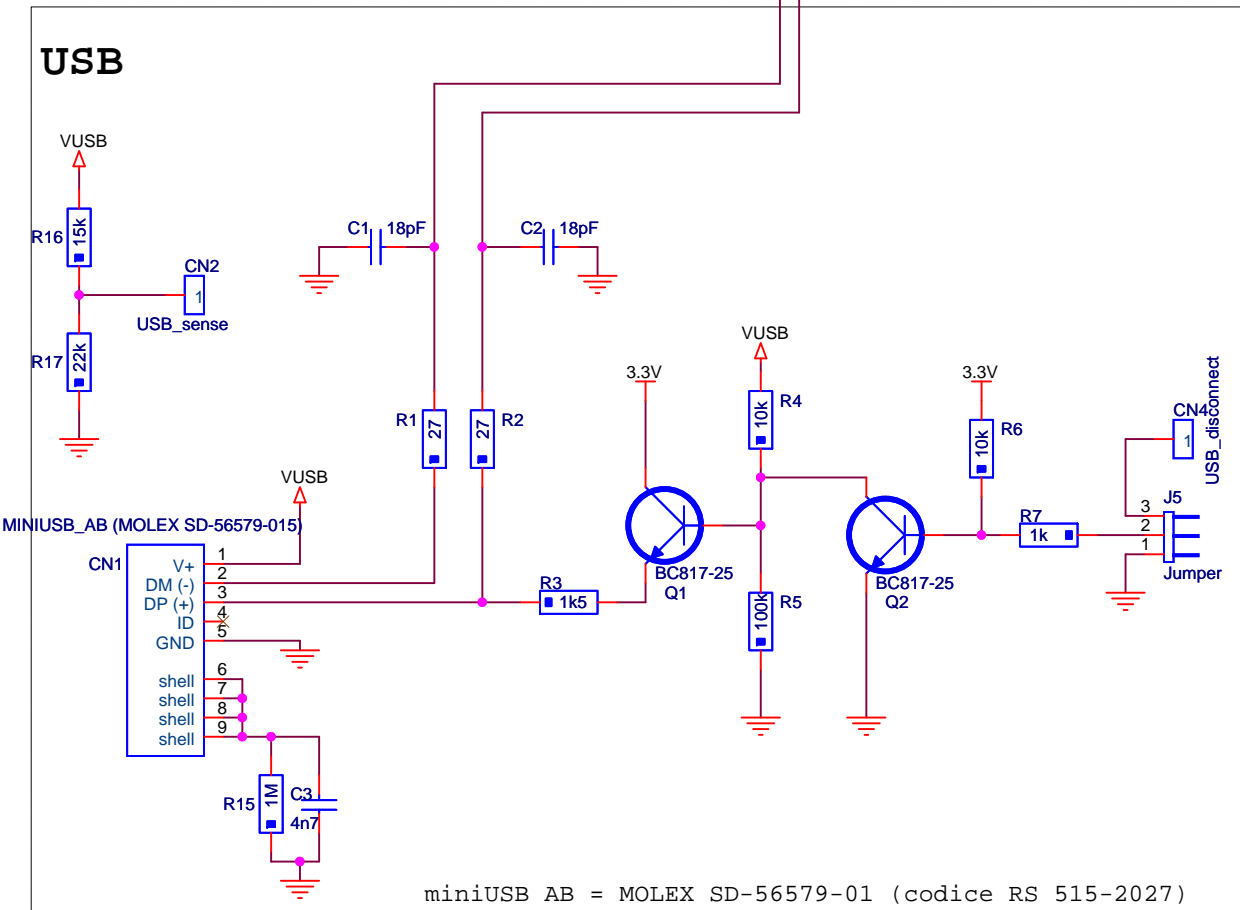 USB
VUSB
R16
15k
CN2
1
USB_sense
R17
22k
C1
18pF
C2
18pF
R1
27
27
R2
VUSB
3.3V
10k
R4
3.3V
10k
R6
CN4
1
USB_disconnect
VUSB
MINIUSB_AB (MOLEX SD-56579-015)
CN1
V+
1
DM (-)
2
DP (+)
3
ID
4
GND
5
shell
6
shell
7
shell
8
shell
9
R3
1k5
BC817-25
Q1
100k
R5
BC817-25
Q2
R7
1k
J5
3
2
1
Jumper
R15
1M
C3
4n7
miniUSB AB = MOLEX SD-56579-01 (codice RS 515-2027)